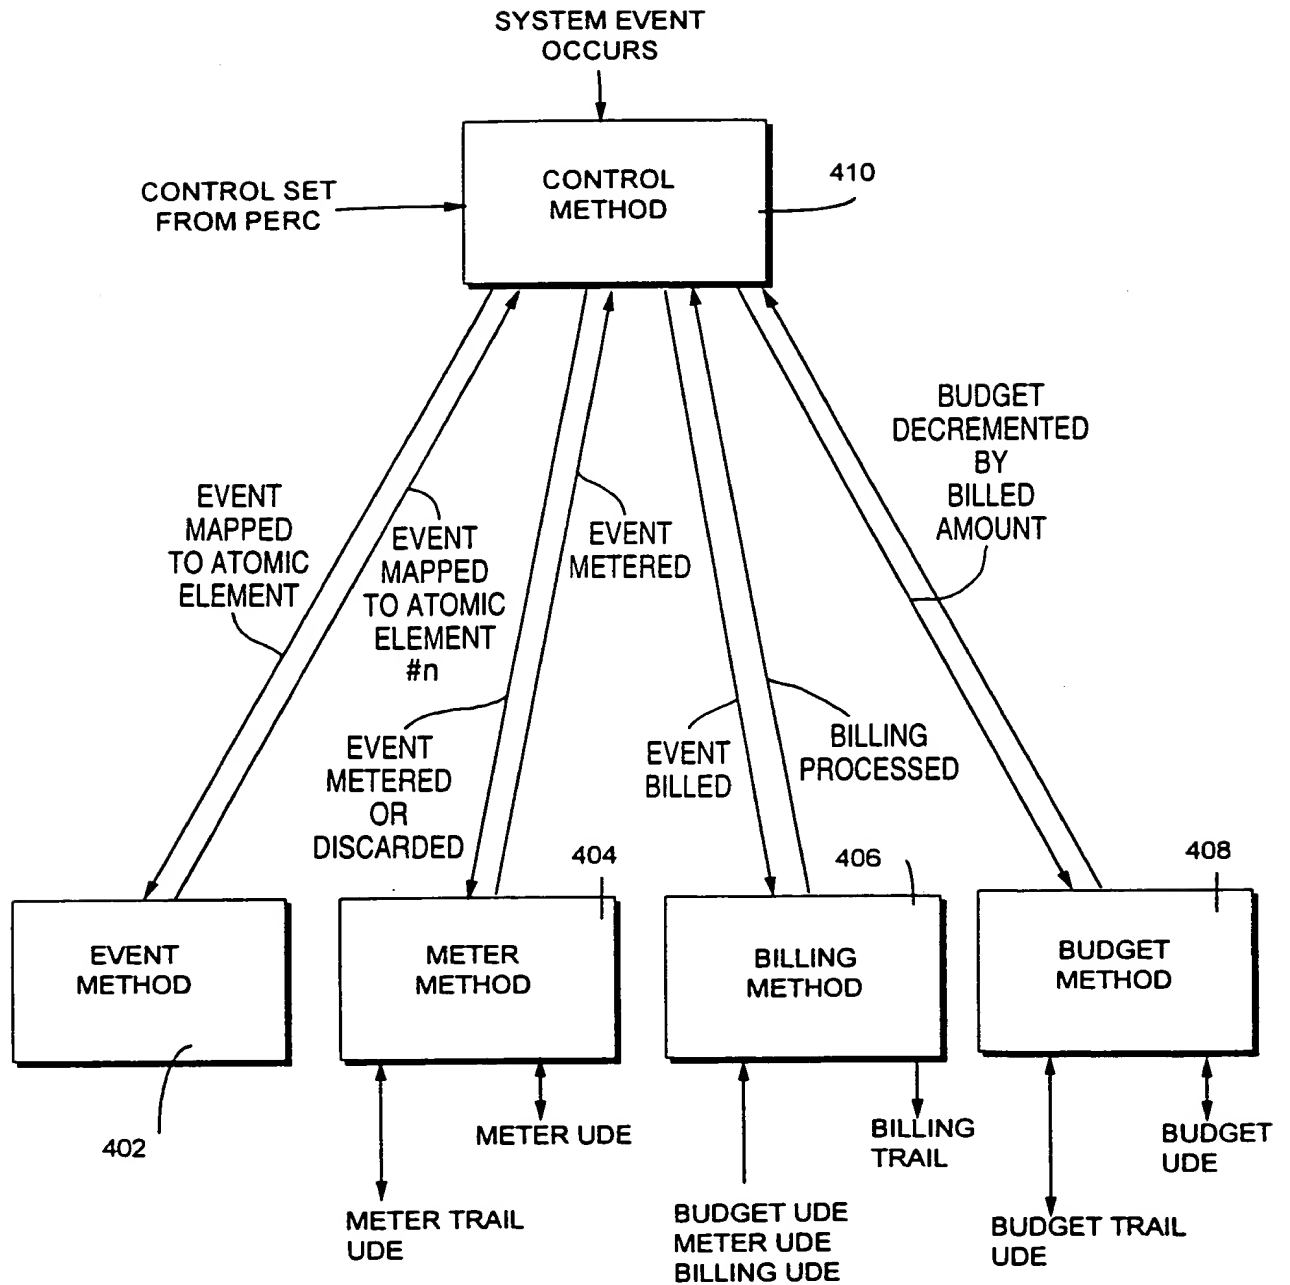 SYSTEM EVENT
OCCURS
CONTROL
METHOD
410
CONTROL SET
FROM PERC
BUDGET
DECREMENTED
BY
BILLED
AMOUNT
EVENT
MAPPED
TO ATOMIC
ELEMENT
EVENT
MAPPED
TO ATOMIC
ELEMENT
#n
EVENT
METERED
EVENT
METERED
OR
DISCARDED
EVENT
BILLED
BILLING
PROCESSED
404
406
408
EVENT
METHOD
METER
METHOD
BILLING
METHOD
BUDGET
METHOD
402
METER UDE
BILLING
TRAIL
BUDGET
UDE
METER TRAIL
UDE
BUDGET UDE
METER UDE
BILLING UDE
BUDGET TRAIL
UDE